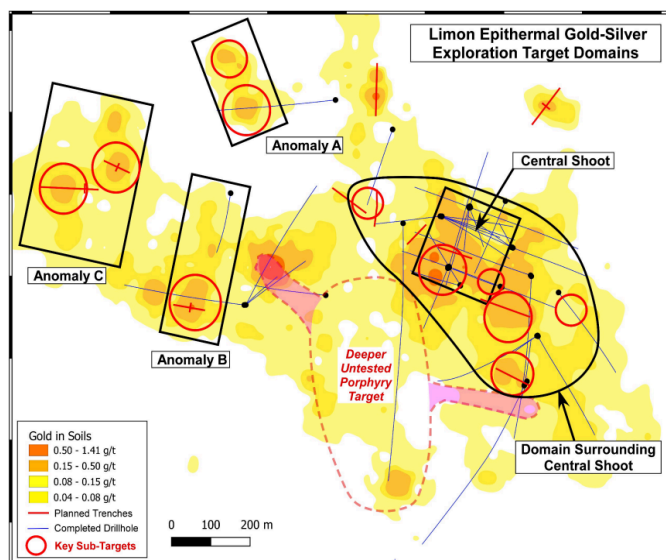 Limon Epithermal Gold-Silver
Exploration Target Domains
Anomaly A
Central Shoot
Anomaly C
Anomaly B
Deeper
Untested
Porphyry
Target
Domain Surrounding
Central Shoot
Gold in Soils
0.50 - 1.41 g/t
0.15 - 0.50 g/t
0.08 - 0.15 g/t
0.04 - 0.08 g/t
Planned Trenches
Completed Drillhole
Key Sub-Targets
0 100 200 m